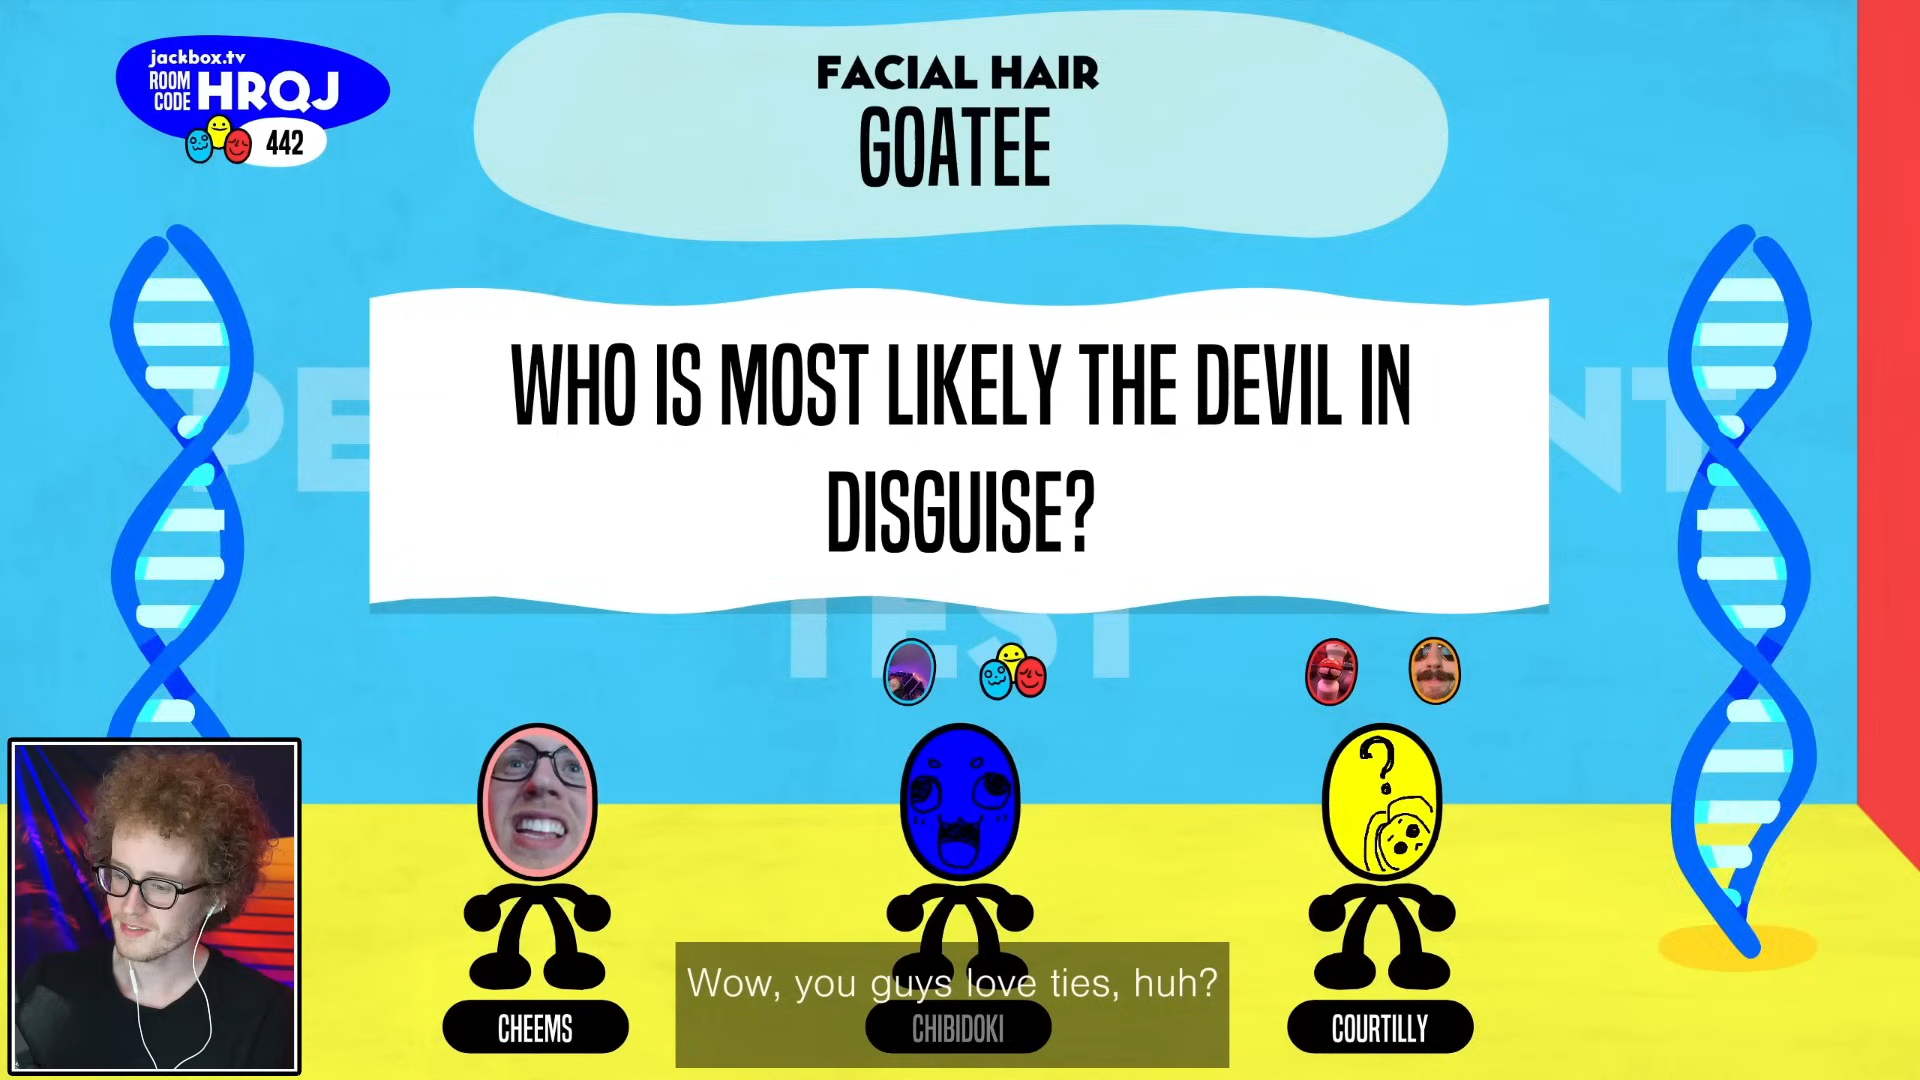 jackbox.tv
ROOM CODE HRQJ
442
FACIAL HAIR
GOATEE
WHO IS MOST LIKELY THE DEVIL IN
DISGUISE?
TEST
?
Wow, you guys love ties, huh?
CHEEMS
CHIBIDOKI
COURTILLY